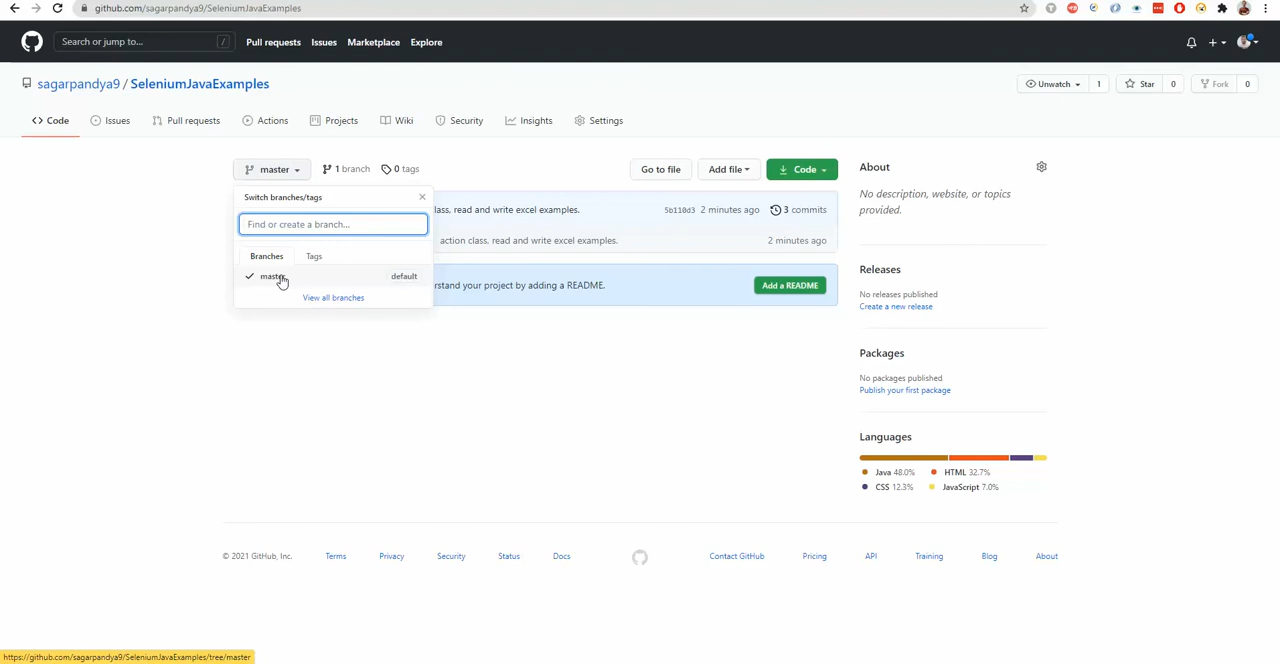 github.com/sagarpandya9/SeleniumJavaExamples
Search or jump to... /
Pull requests Issues Marketplace Explore
sagarpandya9 / SeleniumJavaExamples
Unwatch 1 Star 0 Fork 0
Code Issues Pull requests Actions Projects Wiki Security Insights Settings
master 1 branch 0 tags
Go to file Add file Code
Switch branches/tags
Find or create a branch...
Branches Tags
master default
View all branches
lass, read and write excel examples. 5b110d3 2 minutes ago 3 commits
action class, read and write excel examples. 2 minutes ago
rstand your project by adding a README. Add a README
About
No description, website, or topics
provided.
Releases
No releases published
Create a new release
Packages
No packages published
Publish your first package
Languages
Java 48.0% HTML 32.7%
CSS 12.3% JavaScript 7.0%
© 2021 GitHub, Inc. Terms Privacy Security Status Docs Contact GitHub Pricing API Training Blog About
https://github.com/sagarpandya9/SeleniumJavaExamples/tree/master